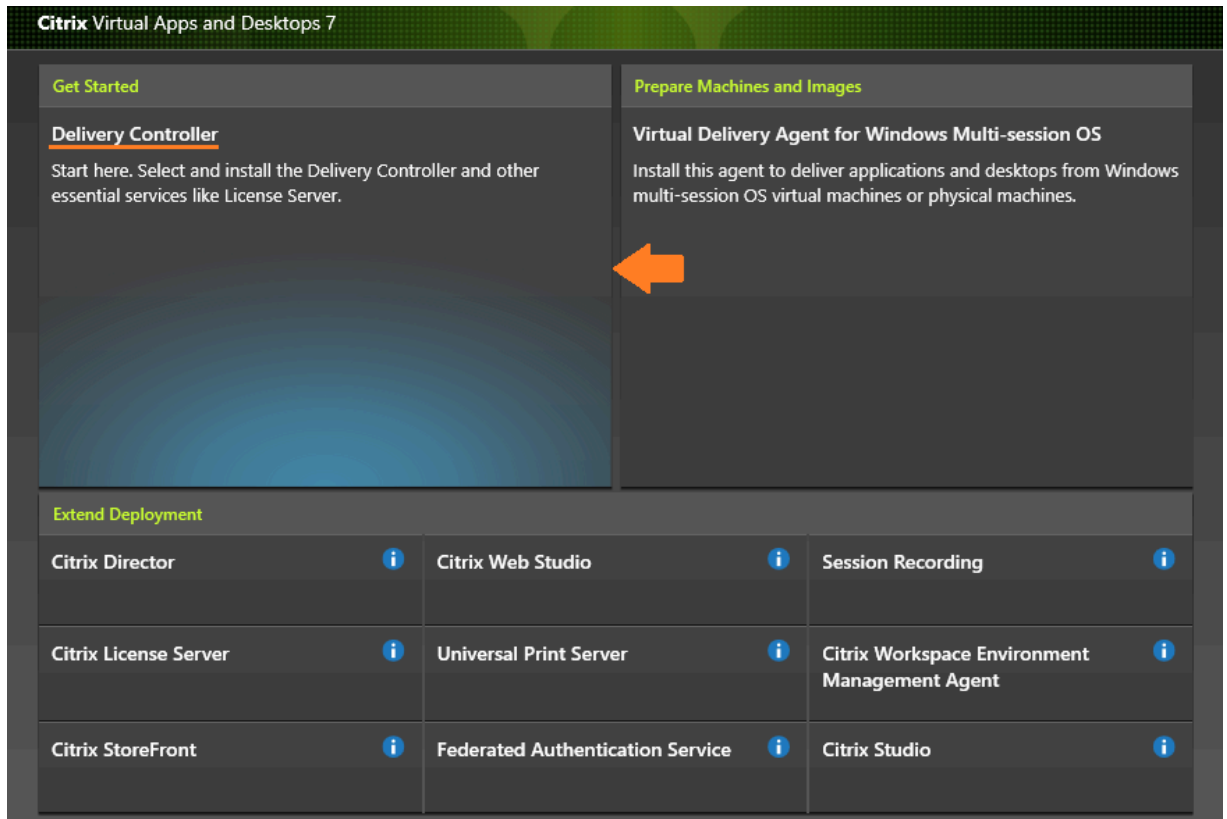 Citrix Virtual Apps and Desktops 7
Get Started
Delivery Controller
Start here. Select and install the Delivery Controller and other
essential services like License Server.
Prepare Machines and Images
Virtual Delivery Agent for Windows Multi-session OS
Install this agent to deliver applications and desktops from Windows
multi-session OS virtual machines or physical machines.
Extend Deployment
Citrix Director
Citrix Web Studio
Session Recording
Citrix License Server
Universal Print Server
Citrix Workspace Environment
Management Agent
Citrix StoreFront
Federated Authentication Service
Citrix Studio